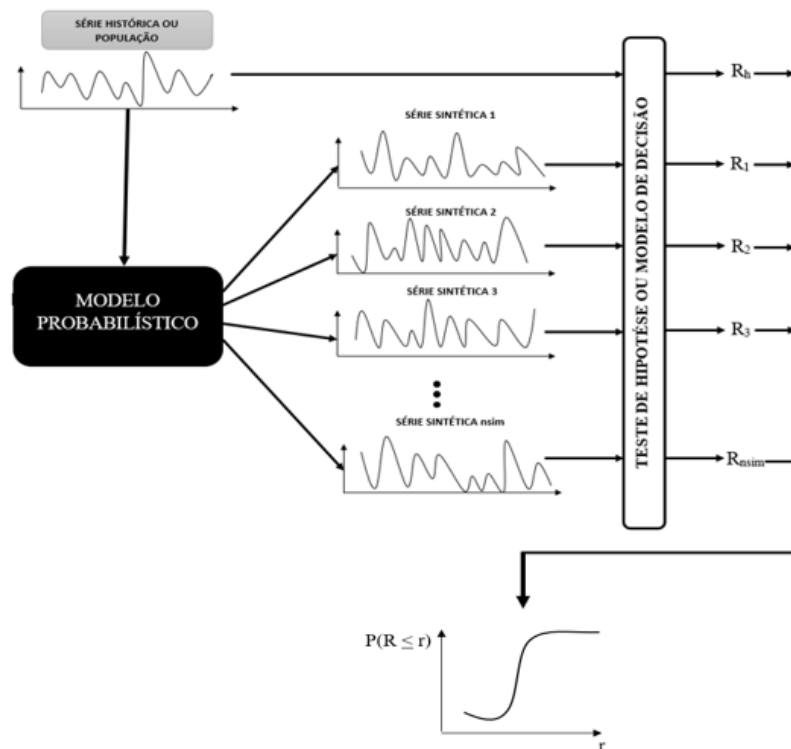 SÉRIE HISTÓRICA OU
POPULAÇÃO
SÉRIE SINTÉTICA 1
SÉRIE SINTÉTICA 2
SÉRIE SINTÉTICA 3
SÉRIE SINTÉTICA nsim
MODELO
PROBABILÍSTICO
TESTE DE HIPOTÉSE OU MODELO DE DECISÃO
Rh
R1
R2
R3
Rnsim
P(R ≤ r)
r